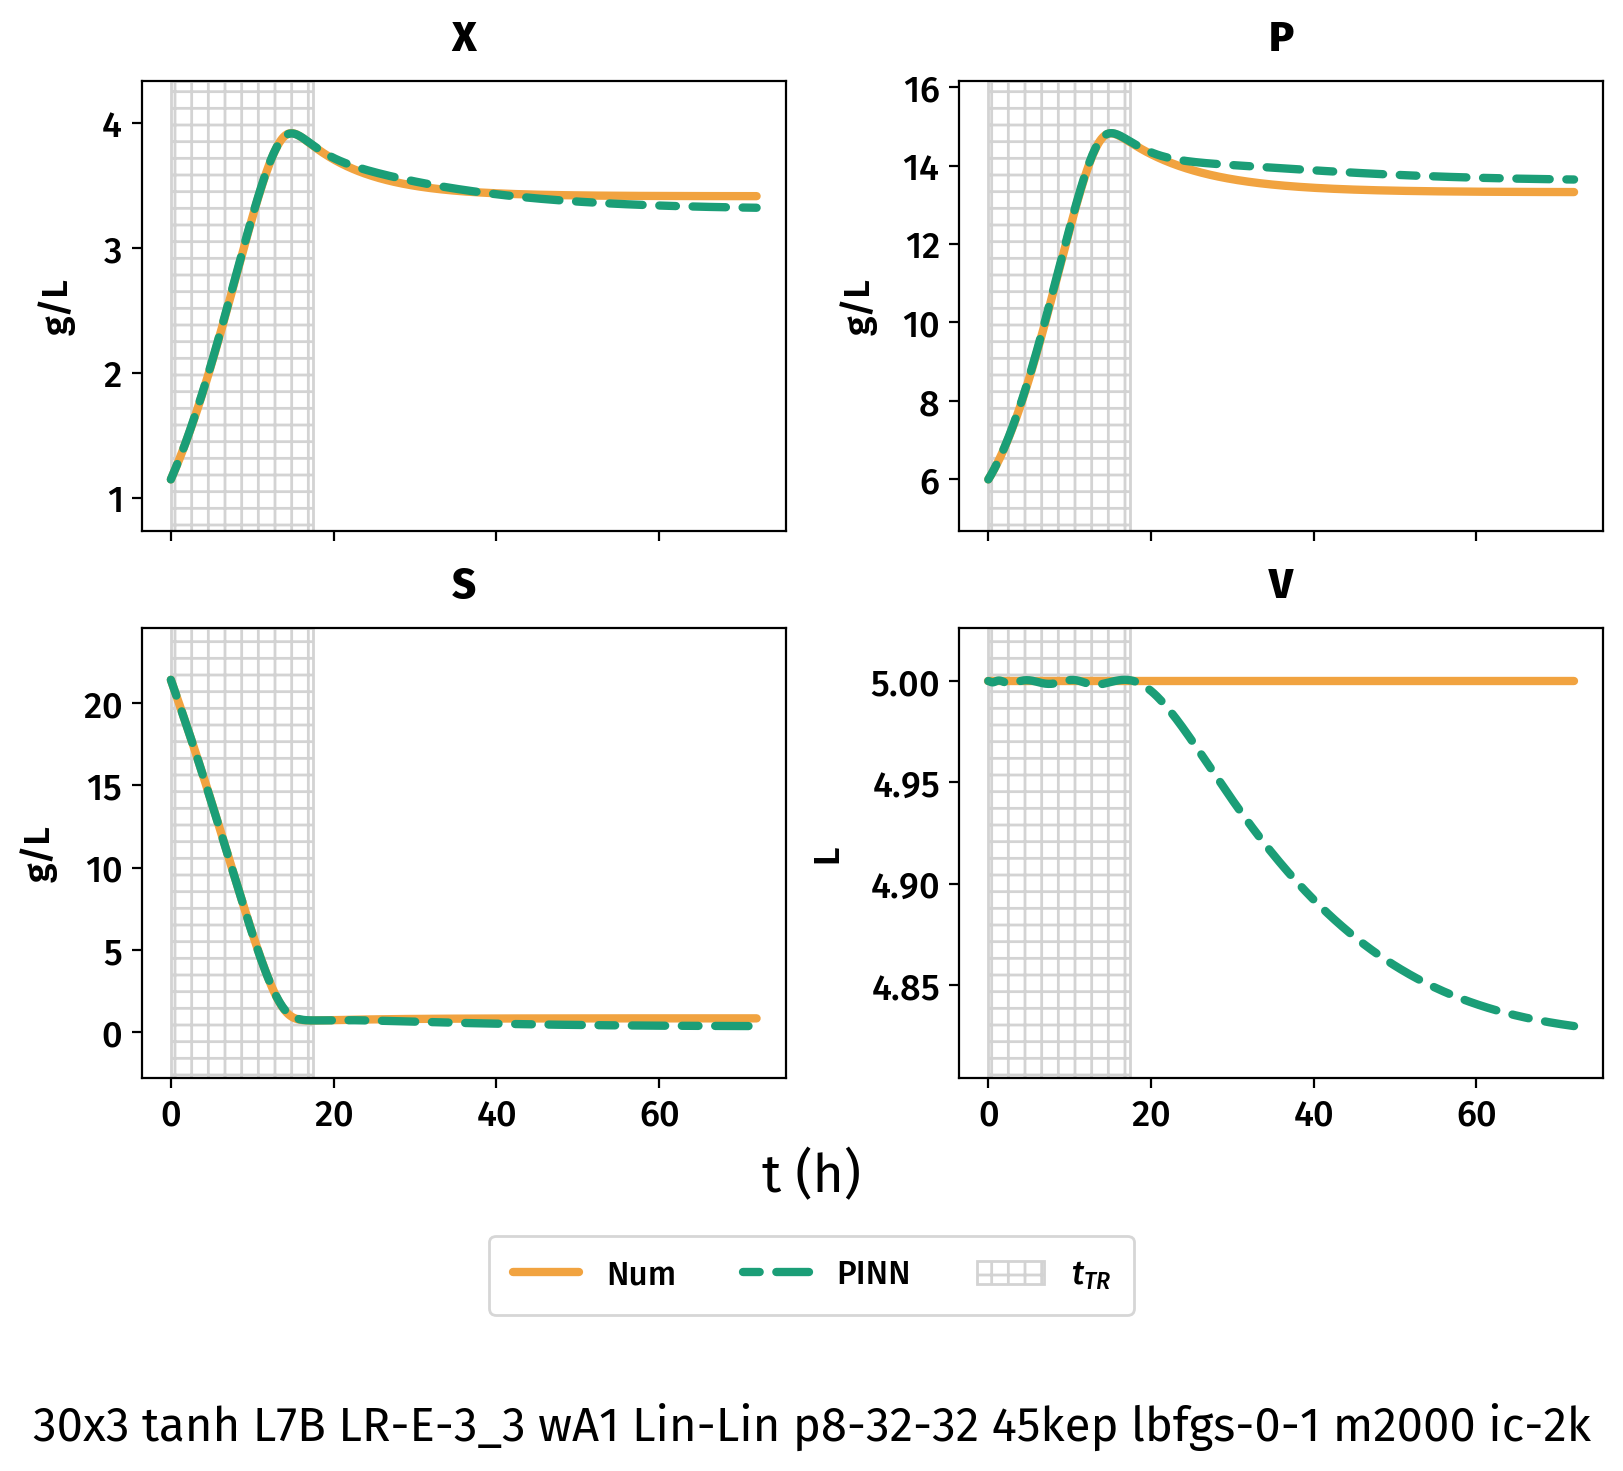 X
4
3
2
1
g/L
P
16
14
12
10
8
6
g/L
S
20
15
10
5
0
g/L
0 20 40 60
V
5.00
4.95
4.90
4.85
L
0 20 40 60
t (h)
Num PINN tTR
30x3 tanh L7B LR-E-3_3 wA1 Lin-Lin p8-32-32 45kep lbfgs-0-1 m2000 ic-2k